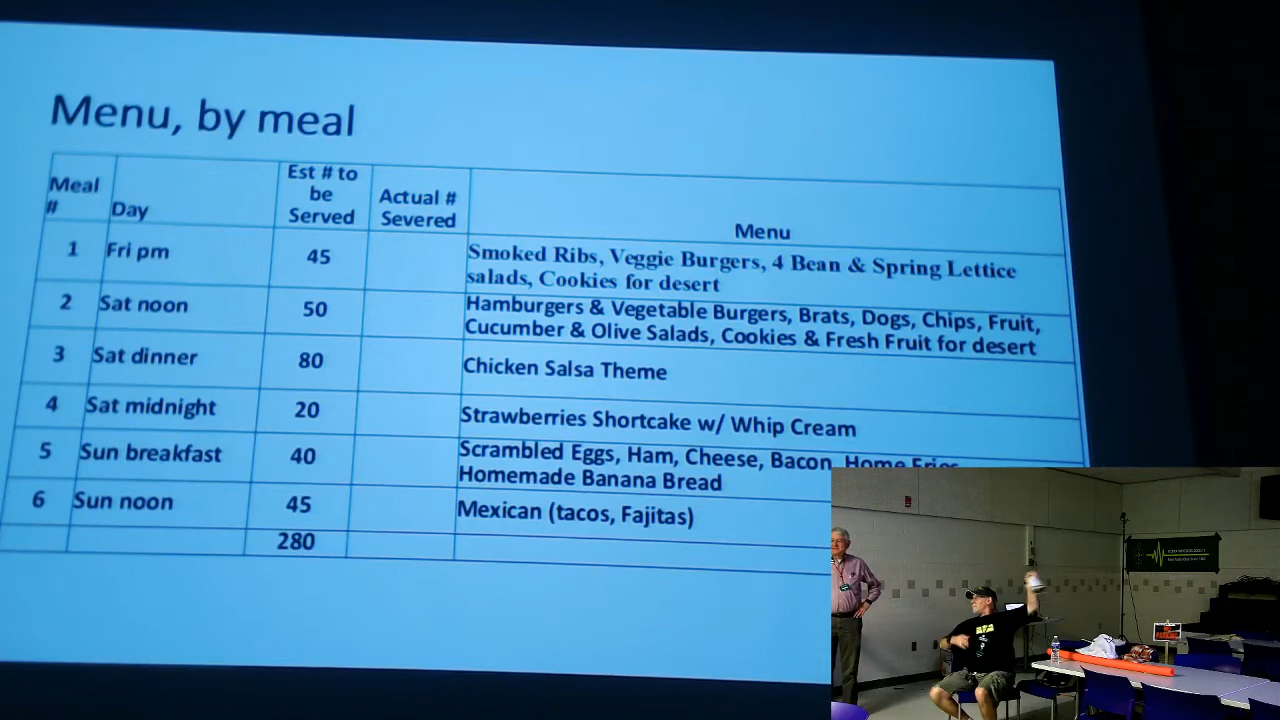 Menu, by meal
Meal # Day Est # to be Served Actual # Severed Menu
1 Fri pm 45 Smoked Ribs, Veggie Burgers, 4 Bean & Spring Lettice
salads, Cookies for desert
2 Sat noon 50 Hamburgers & Vegetable Burgers, Brats, Dogs, Chips, Fruit,
Cucumber & Olive Salads, Cookies & Fresh Fruit for desert
3 Sat dinner 80 Chicken Salsa Theme
4 Sat midnight 20 Strawberries Shortcake w/ Whip Cream
5 Sun breakfast 40 Scrambled Eggs, Ham, Cheese, Bacon, Home Fries
Homemade Banana Bread
6 Sun noon 45 Mexican (tacos, Fajitas)
280
NO
PARKING